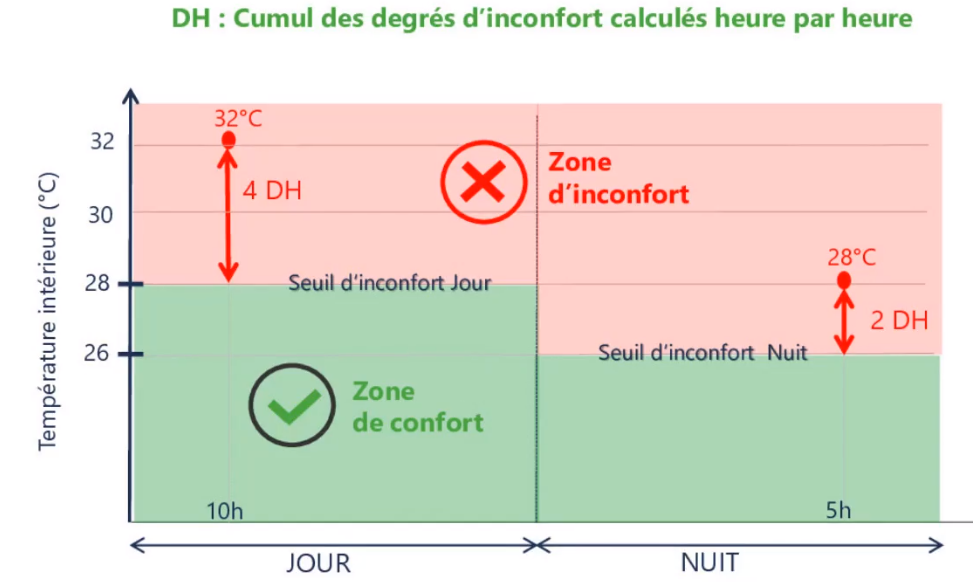 DH : Cumul des degrés d’inconfort calculés heure par heure
Température intérieure (°C)
32
30
28
26
32°C
4 DH
Zone
d’inconfort
28°C
2 DH
Seuil d’inconfort Jour
Seuil d’inconfort Nuit
Zone
de confort
10h
5h
JOUR
NUIT